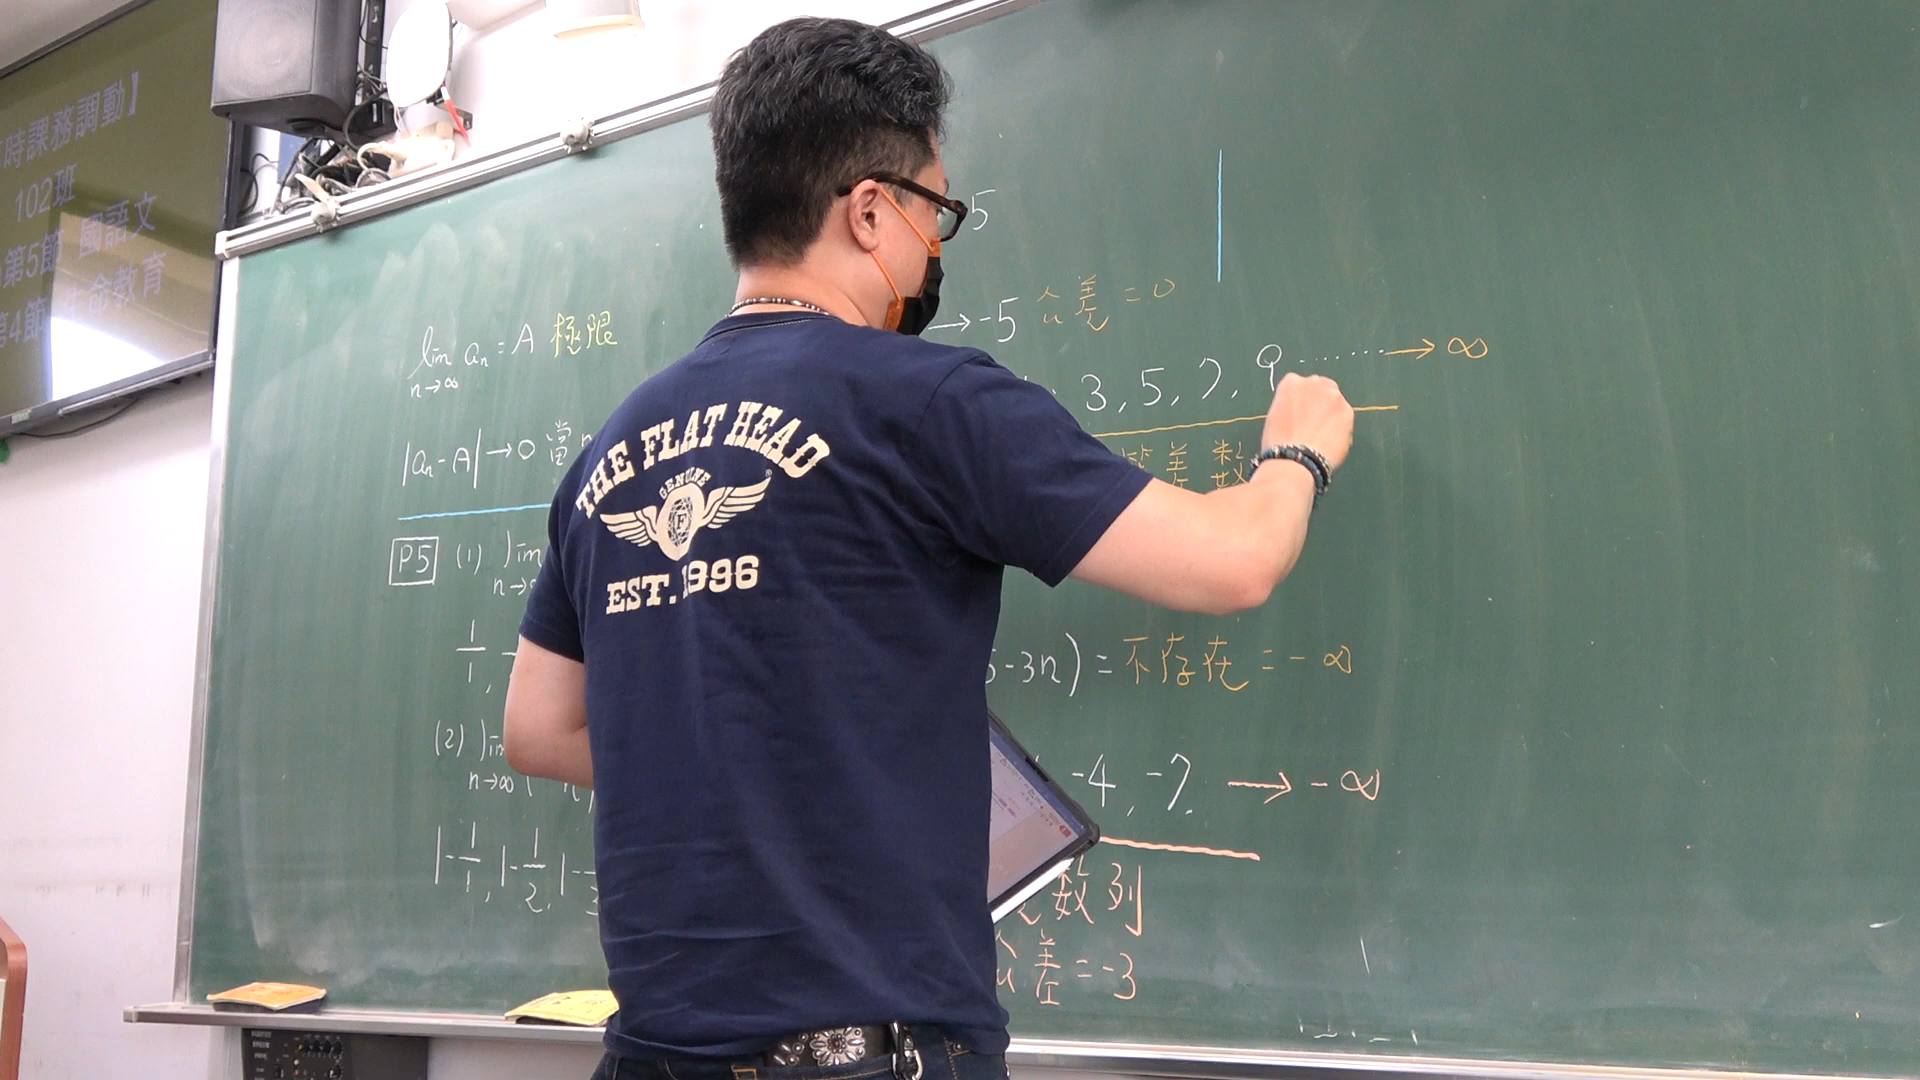 時課務調動】
102班
第5節 國語文
第4節 生命教育
lim aₙ = A 極限
n→∞
|aₙ - A| → 0 當 n
P5 (1) lim
n→
1/1,
(2) lim
n→∞
1-1/1, 1-1/2, 1-
5
→ -5 公差 = 0
3, 5, 7, 9 ······· → ∞
等差數
5-3n) = 不存在 = -∞
-4, -7. → -∞
數列
公差 = -3
THE FLAT HEAD
GENUINE
F
EST. 1996